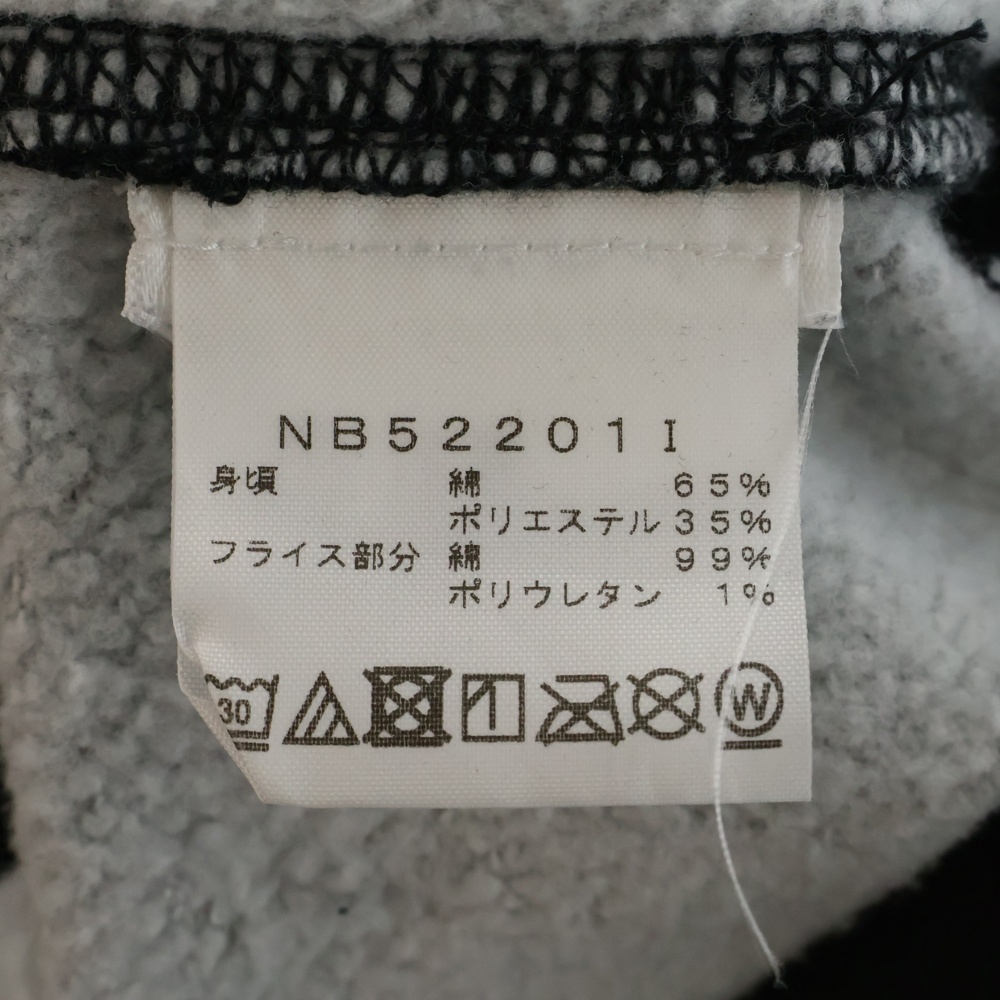 NB52201I
身頃 綿 65%
ポリエステル 35%
フライス部分 綿 99%
ポリウレタン 1%
30 W